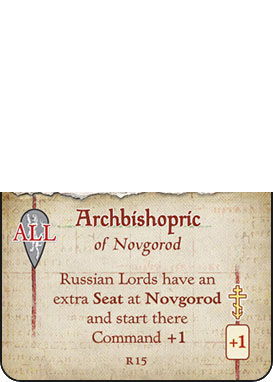 Archbishopric
ALL
of Novgorod
Russian Lords have an
extra Seat at Novgorod
and start there
Command +1
+1
R15